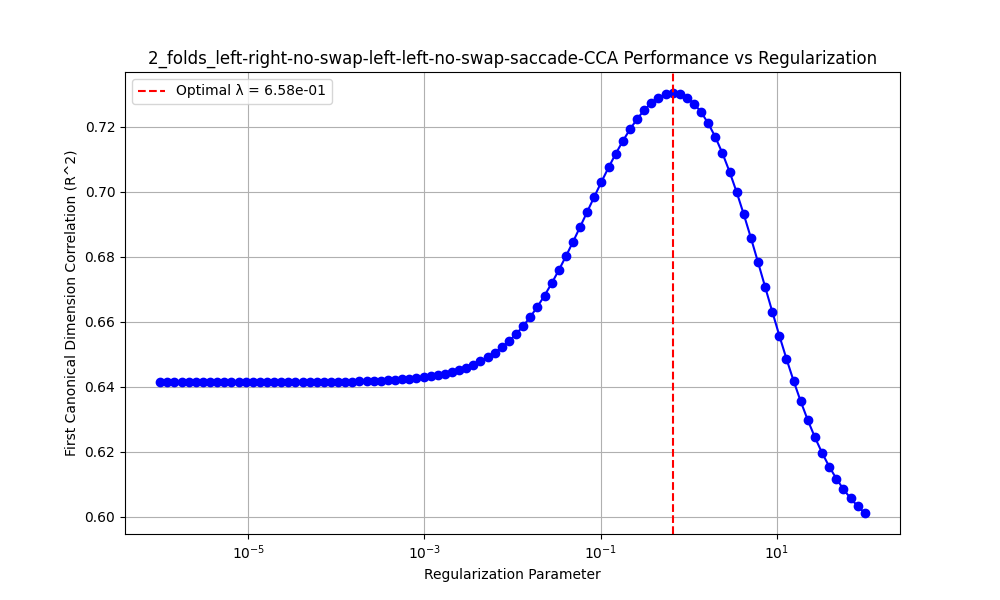 2_folds_left-right-no-swap-left-left-no-swap-saccade-CCA Performance vs Regularization
Optimal λ = 6.58e-01
First Canonical Dimension Correlation (R^2)
0.72
0.70
0.68
0.66
0.64
0.62
0.60
10⁻⁵
10⁻³
10⁻¹
10¹
Regularization Parameter